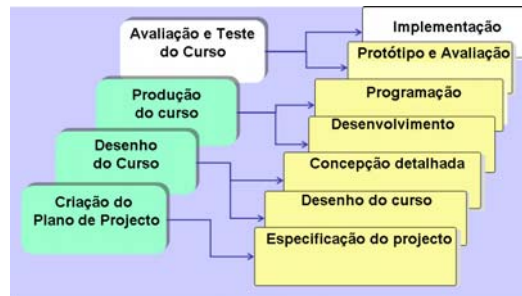 Avaliação e Teste
do Curso
Produção
do curso
Desenho
do Curso
Criação do
Plano de Projecto
Implementação
Protótipo e Avaliação
Programação
Desenvolvimento
Concepção detalhada
Desenho do curso
Especificação do projecto